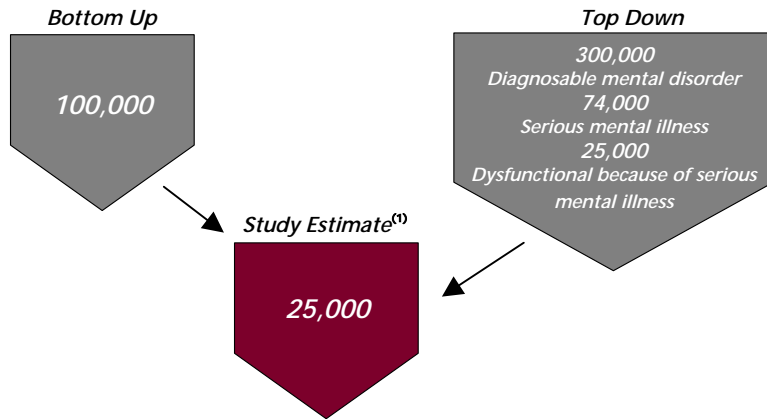 Bottom Up
100,000
Top Down
300,000
Diagnosable mental disorder
74,000
Serious mental illness
25,000
Dysfunctional because of serious
mental illness
Study Estimate(1)
25,000